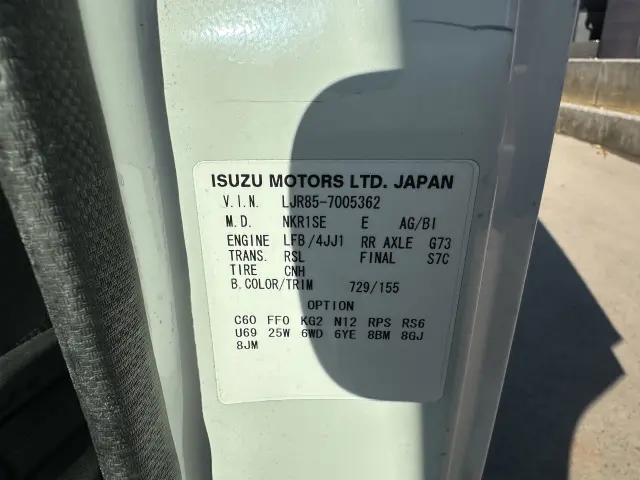 ISUZU MOTORS LTD. JAPAN
V.I.N. LJR85-7005362
M.D. NKR1SE E AG/BI
ENGINE LFB/4JJ1 RR AXLE G73
TRANS. RSL FINAL S7C
TIRE CNH
B.COLOR/TRIM 729/155
OPTION
C60 FF0 KG2 N12 RPS RS6
U69 25W 6WD 6YE 8BM 8GJ
8JM